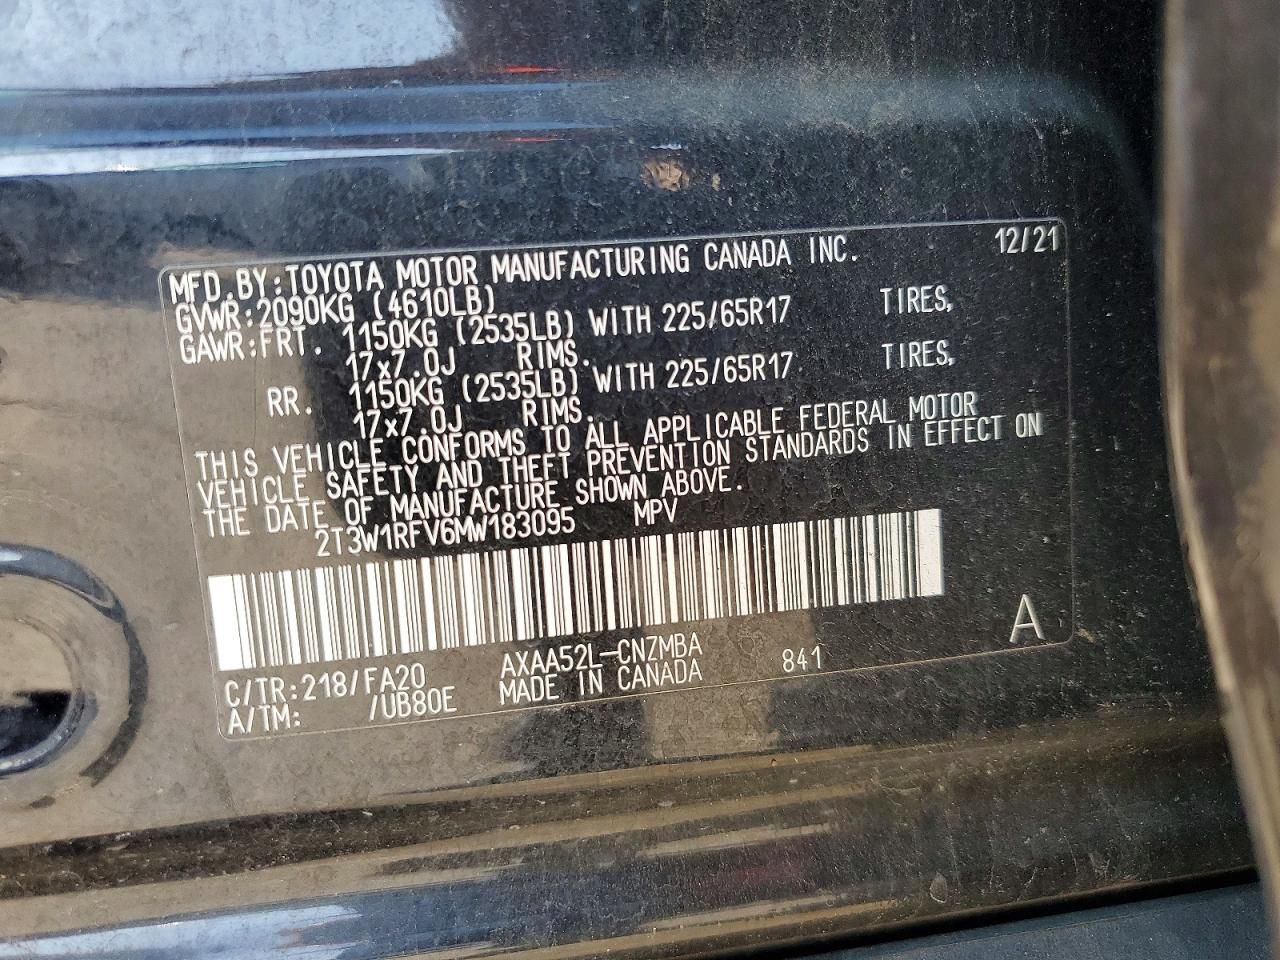 MFD.BY:TOYOTA MOTOR MANUFACTURING CANADA INC. 12/21
GVWR:2090KG (4610LB)
GAWR:FRT. 1150KG (2535LB) WITH 225/65R17 TIRES,
17x7.0J RIMS.
RR. 1150KG (2535LB) WITH 225/65R17 TIRES,
17x7.0J RIMS.
THIS VEHICLE CONFORMS TO ALL APPLICABLE FEDERAL MOTOR
VEHICLE SAFETY AND THEFT PREVENTION STANDARDS IN EFFECT ON
THE DATE OF MANUFACTURE SHOWN ABOVE.
2T3W1RFV6MW183095 MPV
A
C/TR:218/FA20 AXAA52L-CNZMBA 841
A/TM: /UB80E MADE IN CANADA